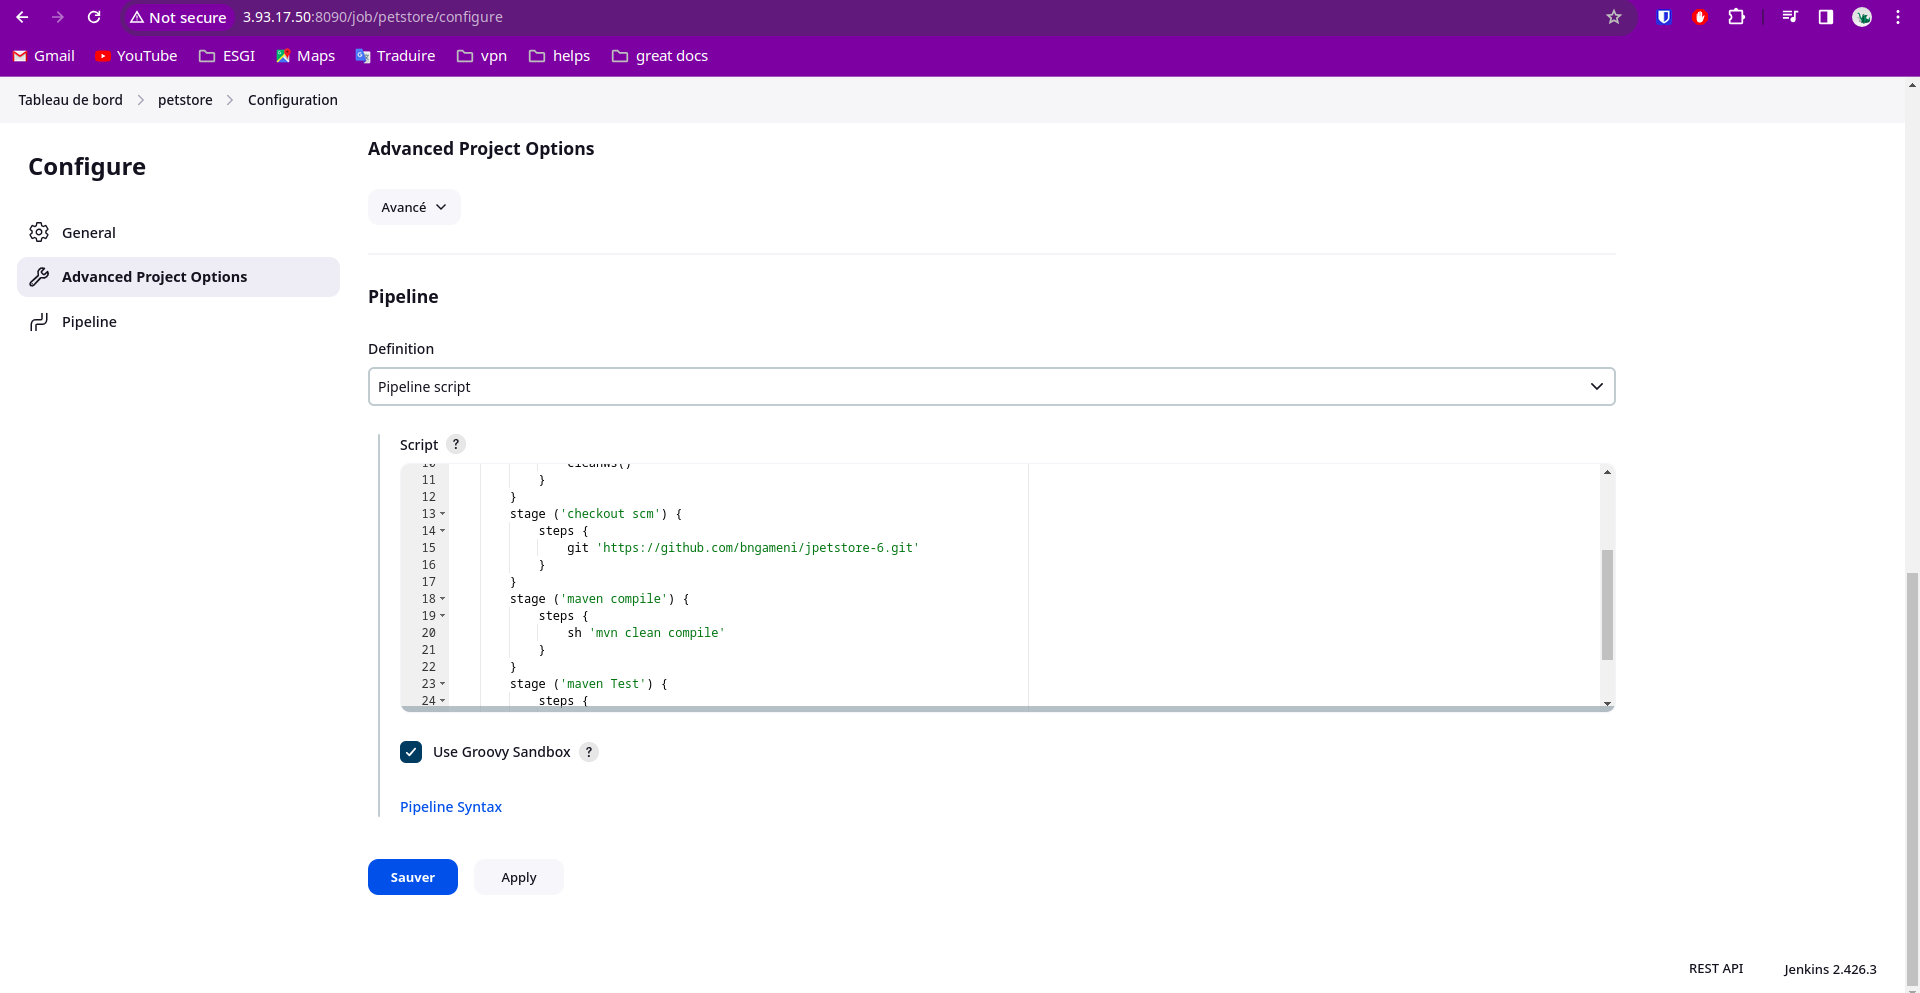 Not secure 3.93.17.50:8090/job/petstore/configure
Gmail YouTube ESGI Maps Traduire vpn helps great docs
Tableau de bord petstore Configuration
Configure
General
Advanced Project Options
Pipeline
Advanced Project Options
Avancé
Pipeline
Definition
Pipeline script
Script ?
10 cleanWs()
11 }
12 }
13 stage ('checkout scm') {
14 steps {
15 git 'https://github.com/bngameni/jpetstore-6.git'
16 }
17 }
18 stage ('maven compile') {
19 steps {
20 sh 'mvn clean compile'
21 }
22 }
23 stage ('maven Test') {
24 steps {
Use Groovy Sandbox ?
Pipeline Syntax
Sauver Apply
REST API Jenkins 2.426.3